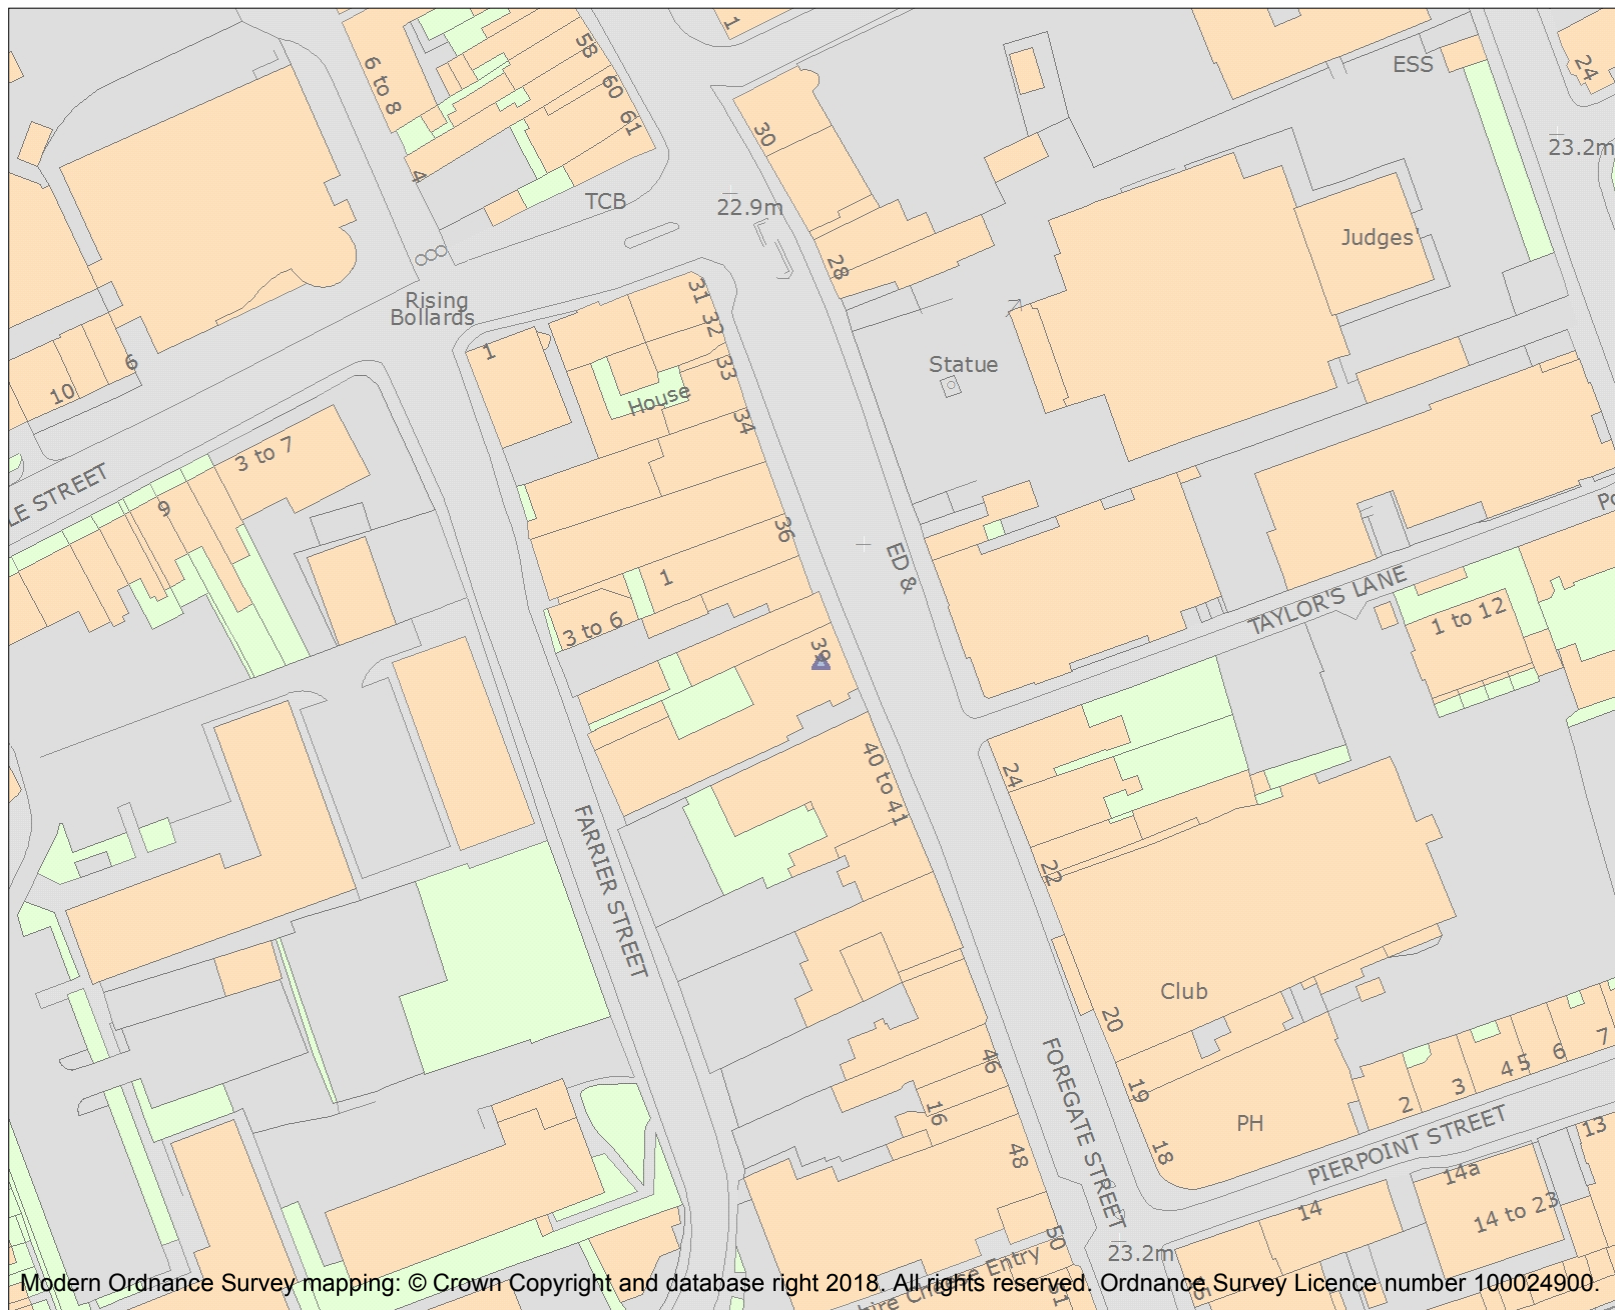 1
58
6 to 8
60
61
ESS
24
30
4
23.2m
TCB
22.9m
Judges'
28
Rising
Bollards
31
32
1
33
6
Statue
10
House
34
3 to 7
LE STREET
9
36
ED &
1
TAYLOR'S LANE
1 to 12
3 to 6
39
40 to 41
24
FARRIER STREET
22
Club
20
46
FOREGATE STREET
7
6
5
4
3
2
19
16
PH
18
48
PIERPOINT STREET
13
14a
14
14 to 23
50
23.2m
Cheese Entry
51
Modern Ordnance Survey mapping: © Crown Copyright and database right 2018. All rights reserved. Ordnance Survey Licence number 100024900.